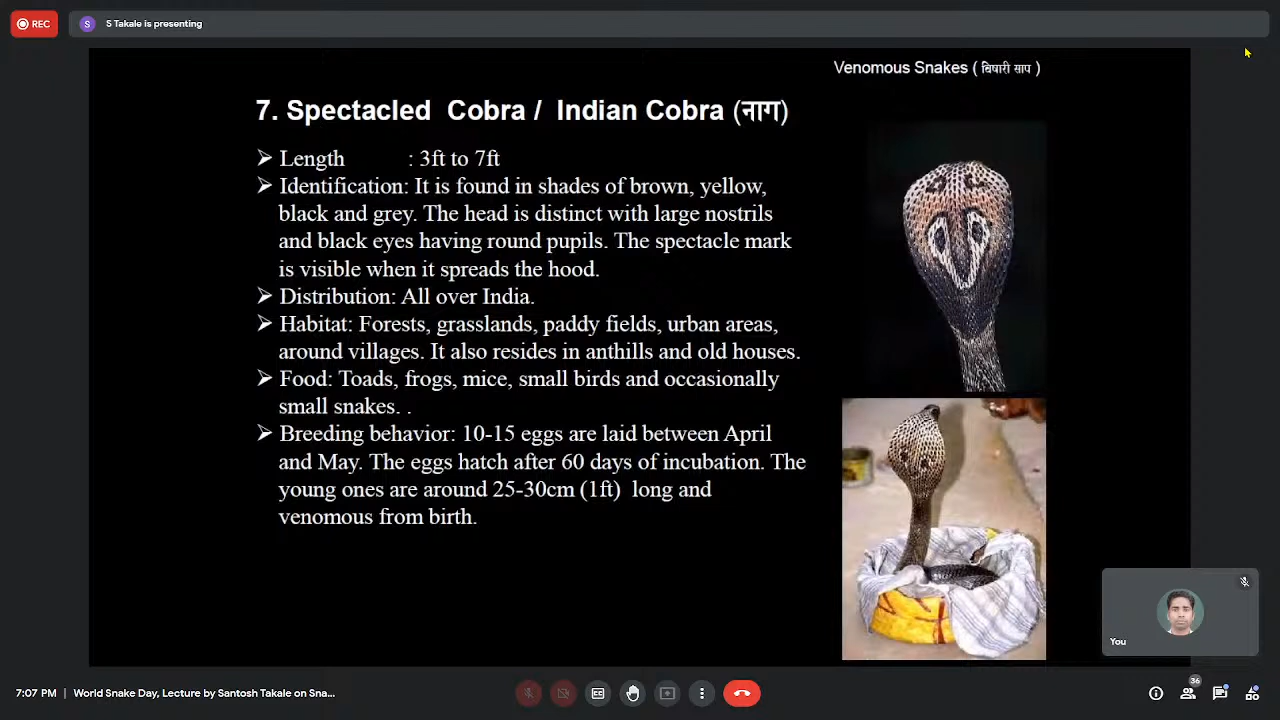 REC
S
S Takale is presenting
Venomous Snakes ( विषारी साप )
7. Spectacled Cobra / Indian Cobra (नाग)
➢ Length : 3ft to 7ft
➢ Identification: It is found in shades of brown, yellow,
black and grey. The head is distinct with large nostrils
and black eyes having round pupils. The spectacle mark
is visible when it spreads the hood.
➢ Distribution: All over India.
➢ Habitat: Forests, grasslands, paddy fields, urban areas,
around villages. It also resides in anthills and old houses.
➢ Food: Toads, frogs, mice, small birds and occasionally
small snakes. .
➢ Breeding behavior: 10-15 eggs are laid between April
and May. The eggs hatch after 60 days of incubation. The
young ones are around 25-30cm (1ft) long and
venomous from birth.
You
7:07 PM | World Snake Day, Lecture by Santosh Takale on Sna...
CC
36